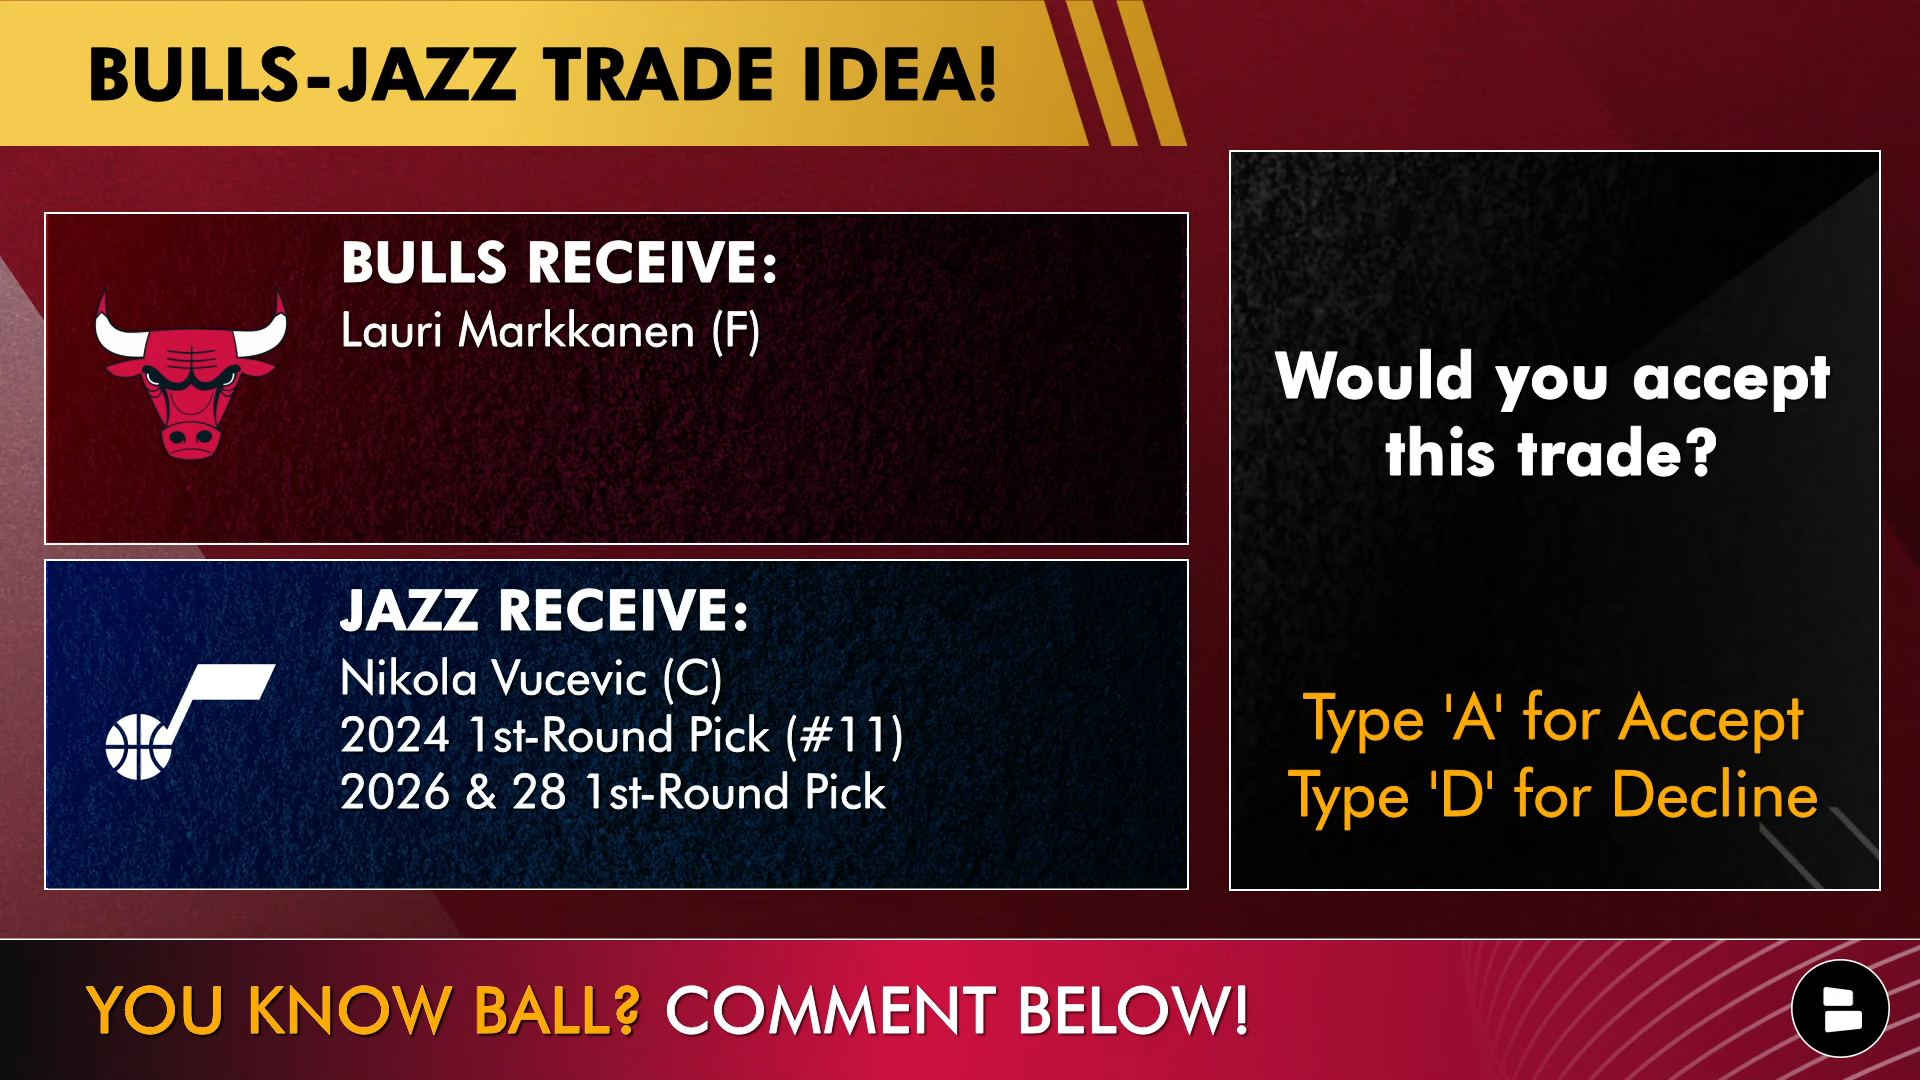 BULLS-JAZZ TRADE IDEA!
BULLS RECEIVE:
Lauri Markkanen (F)
JAZZ RECEIVE:
Nikola Vucevic (C)
2024 1st-Round Pick (#11)
2026 & 28 1st-Round Pick
Would you accept
this trade?
Type 'A' for Accept
Type 'D' for Decline
YOU KNOW BALL? COMMENT BELOW!